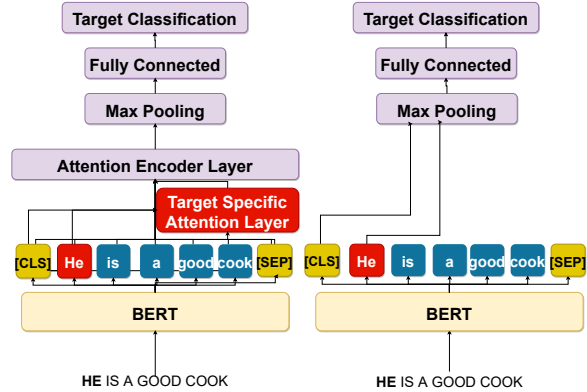 Target Classification
Fully Connected
Max Pooling
Attention Encoder Layer
Target Specific
Attention Layer
[CLS] He is a good cook [SEP]
BERT
HE IS A GOOD COOK
Target Classification
Fully Connected
Max Pooling
[CLS] He is a good cook [SEP]
BERT
HE IS A GOOD COOK